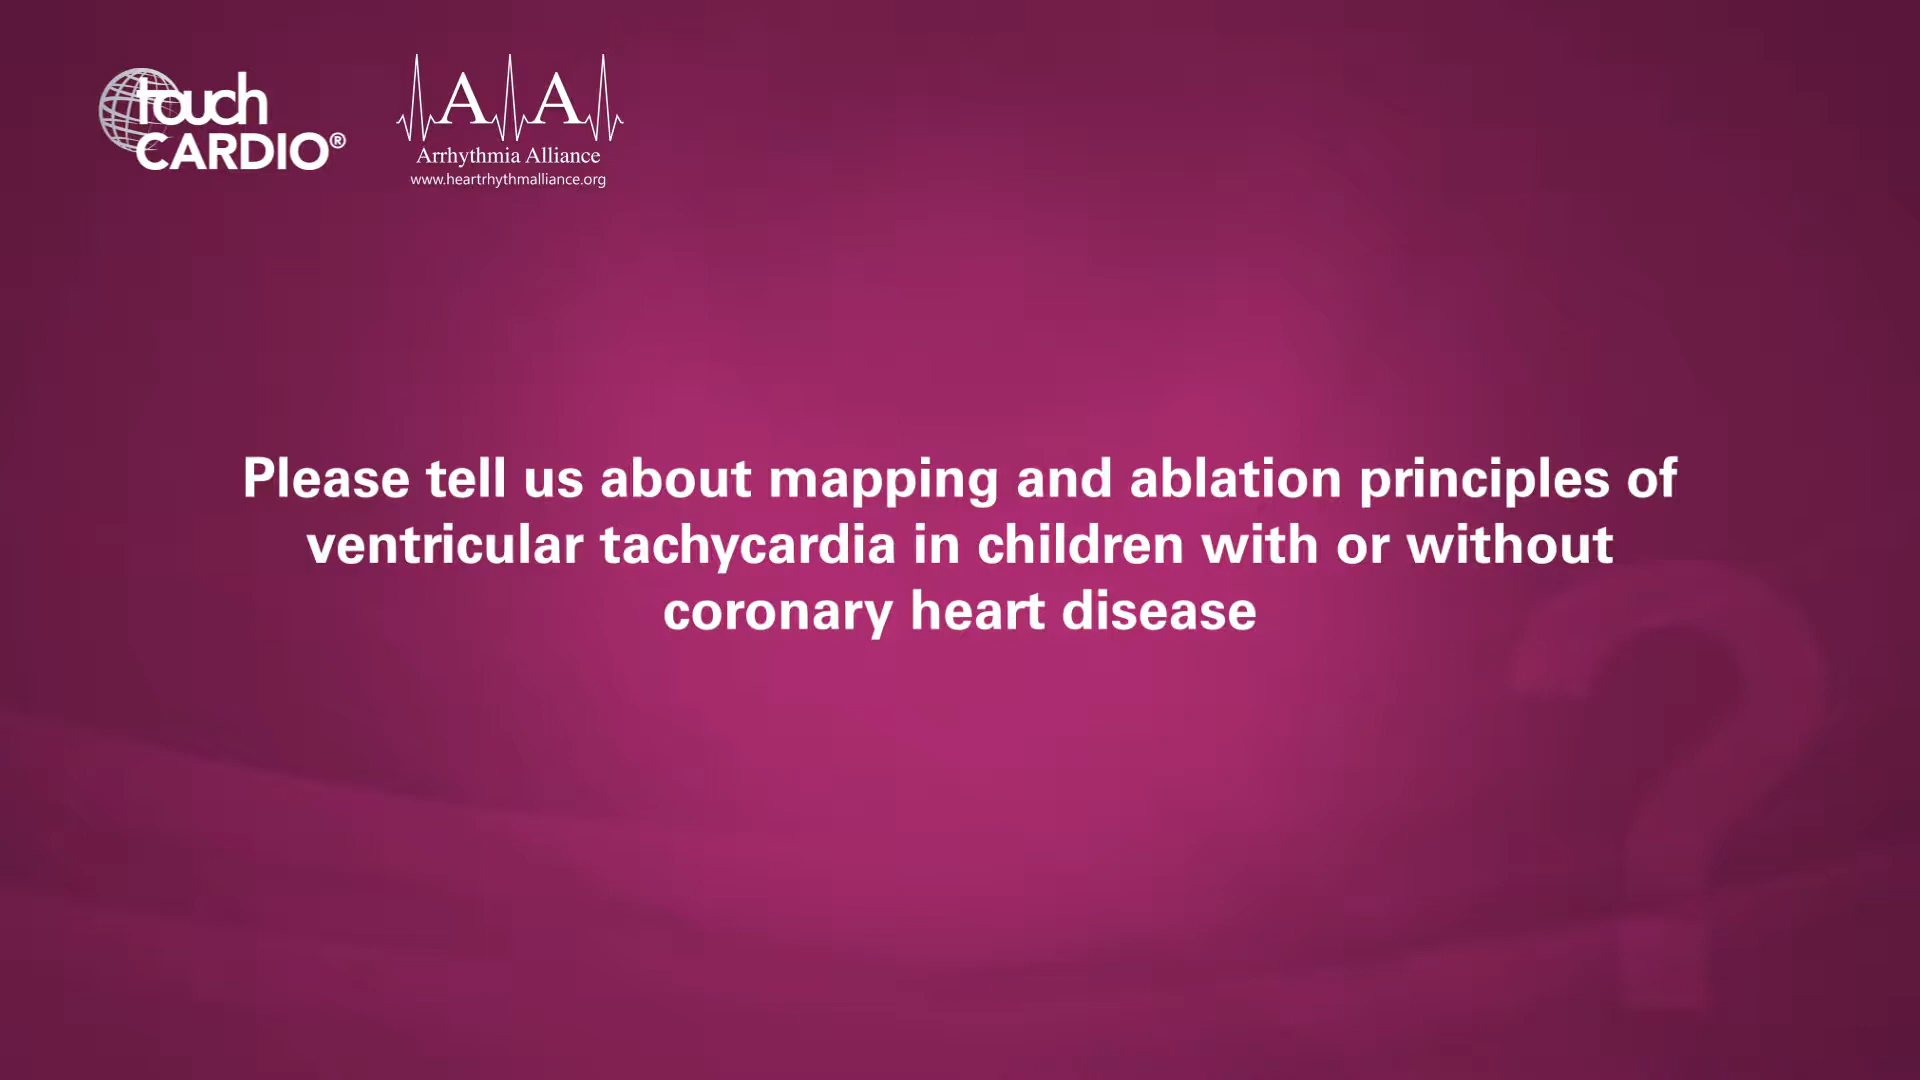 touch
CARDIO®
A A
Arrhythmia Alliance
www.heartrhythmalliance.org
Please tell us about mapping and ablation principles of
ventricular tachycardia in children with or without
coronary heart disease
?